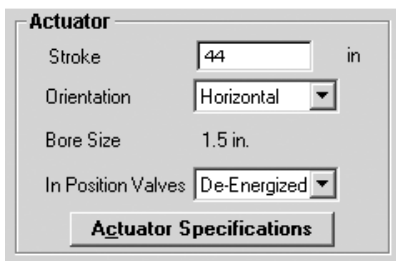 Actuator
Stroke 44 in
Orientation Horizontal
Bore Size 1.5 in.
In Position Valves De-Energized
Actuator Specifications